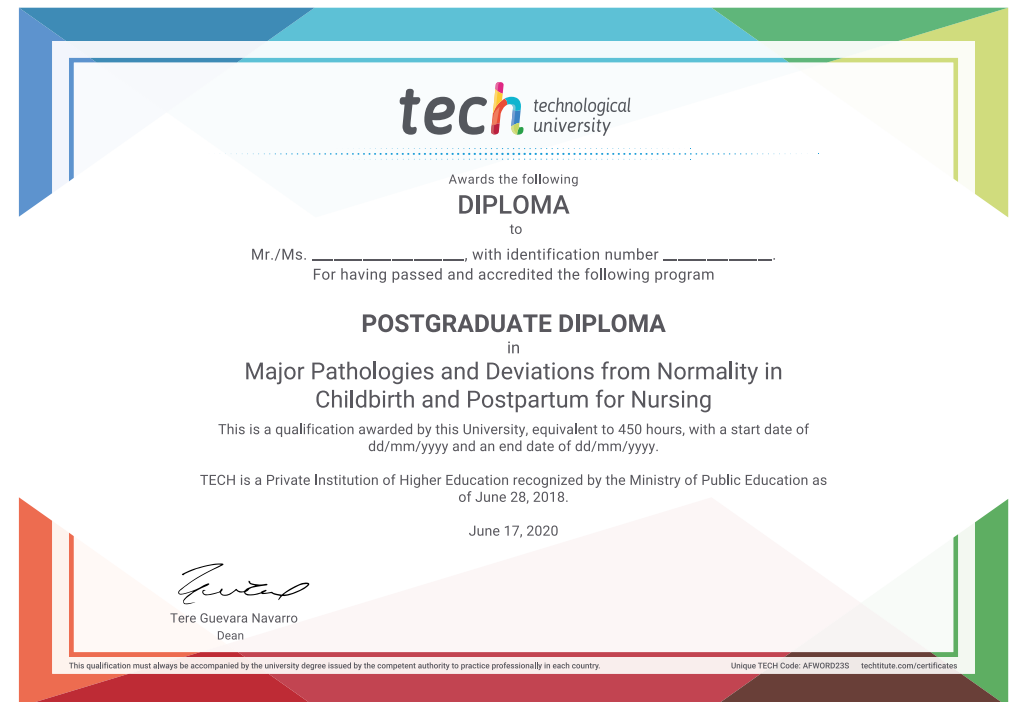 tech technological
university
Awards the following
DIPLOMA
to
Mr./Ms. ____________________, with identification number ______________.
For having passed and accredited the following program
POSTGRADUATE DIPLOMA
in
Major Pathologies and Deviations from Normality in
Childbirth and Postpartum for Nursing
This is a qualification awarded by this University, equivalent to 450 hours, with a start date of
dd/mm/yyyy and an end date of dd/mm/yyyy.
TECH is a Private Institution of Higher Education recognized by the Ministry of Public Education as
of June 28, 2018.
June 17, 2020
Tere Guevara Navarro
Dean
This qualification must always be accompanied by the university degree issued by the competent authority to practice professionally in each country.
Unique TECH Code: AFWORD23S techtitute.com/certificates